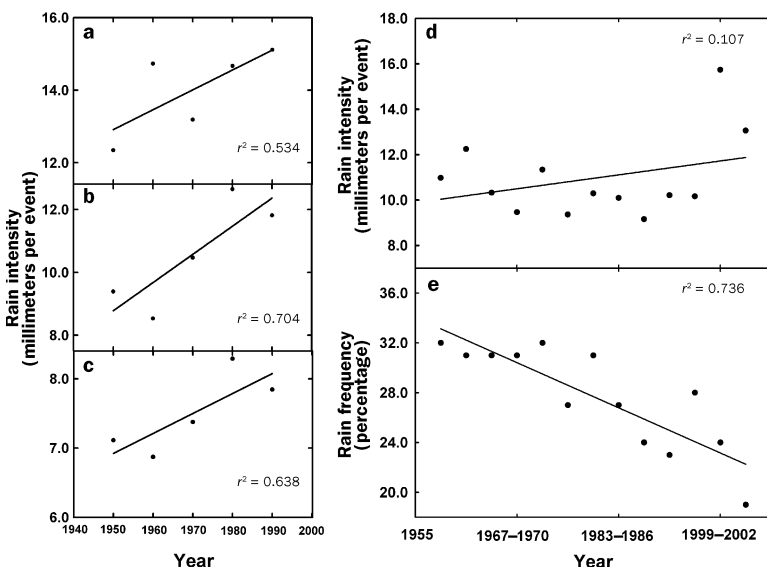 a
16.0
14.0
12.0
r² = 0.534
b
12.0
10.0
8.0
r² = 0.704
c
8.0
7.0
6.0
r² = 0.638
1940 1950 1960 1970 1980 1990 2000
Year
Rain intensity
(millimeters per event)
d
18.0
16.0
14.0
12.0
10.0
8.0
r² = 0.107
Rain intensity
(millimeters per event)
e
36.0
32.0
28.0
24.0
20.0
r² = 0.736
Rain frequency
(percentage)
1955 1967–1970 1983–1986 1999–2002
Year